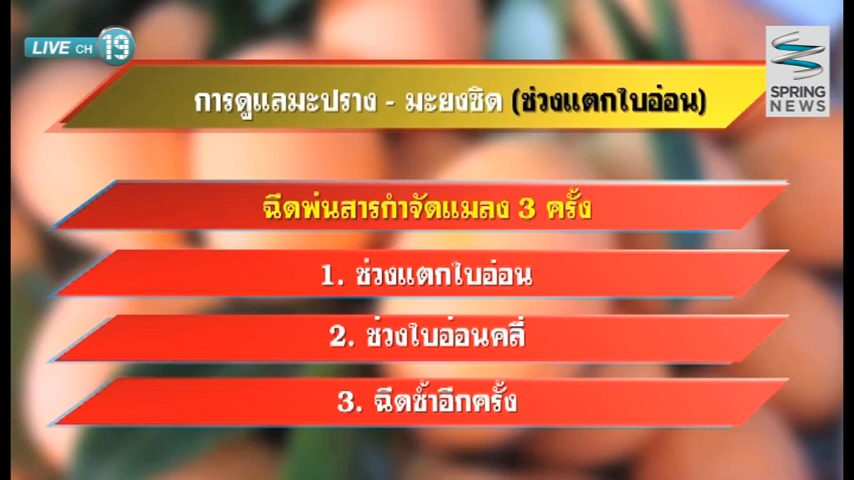 LIVE CH 19
SPRING
NEWS
การดูแลมะปราง - มะยงชิด (ช่วงแตกใบอ่อน)
ฉีดพ่นสารกำจัดแมลง 3 ครั้ง
1. ช่วงแตกใบอ่อน
2. ช่วงใบอ่อนคลี่
3. ฉีดซ้ำอีกครั้ง